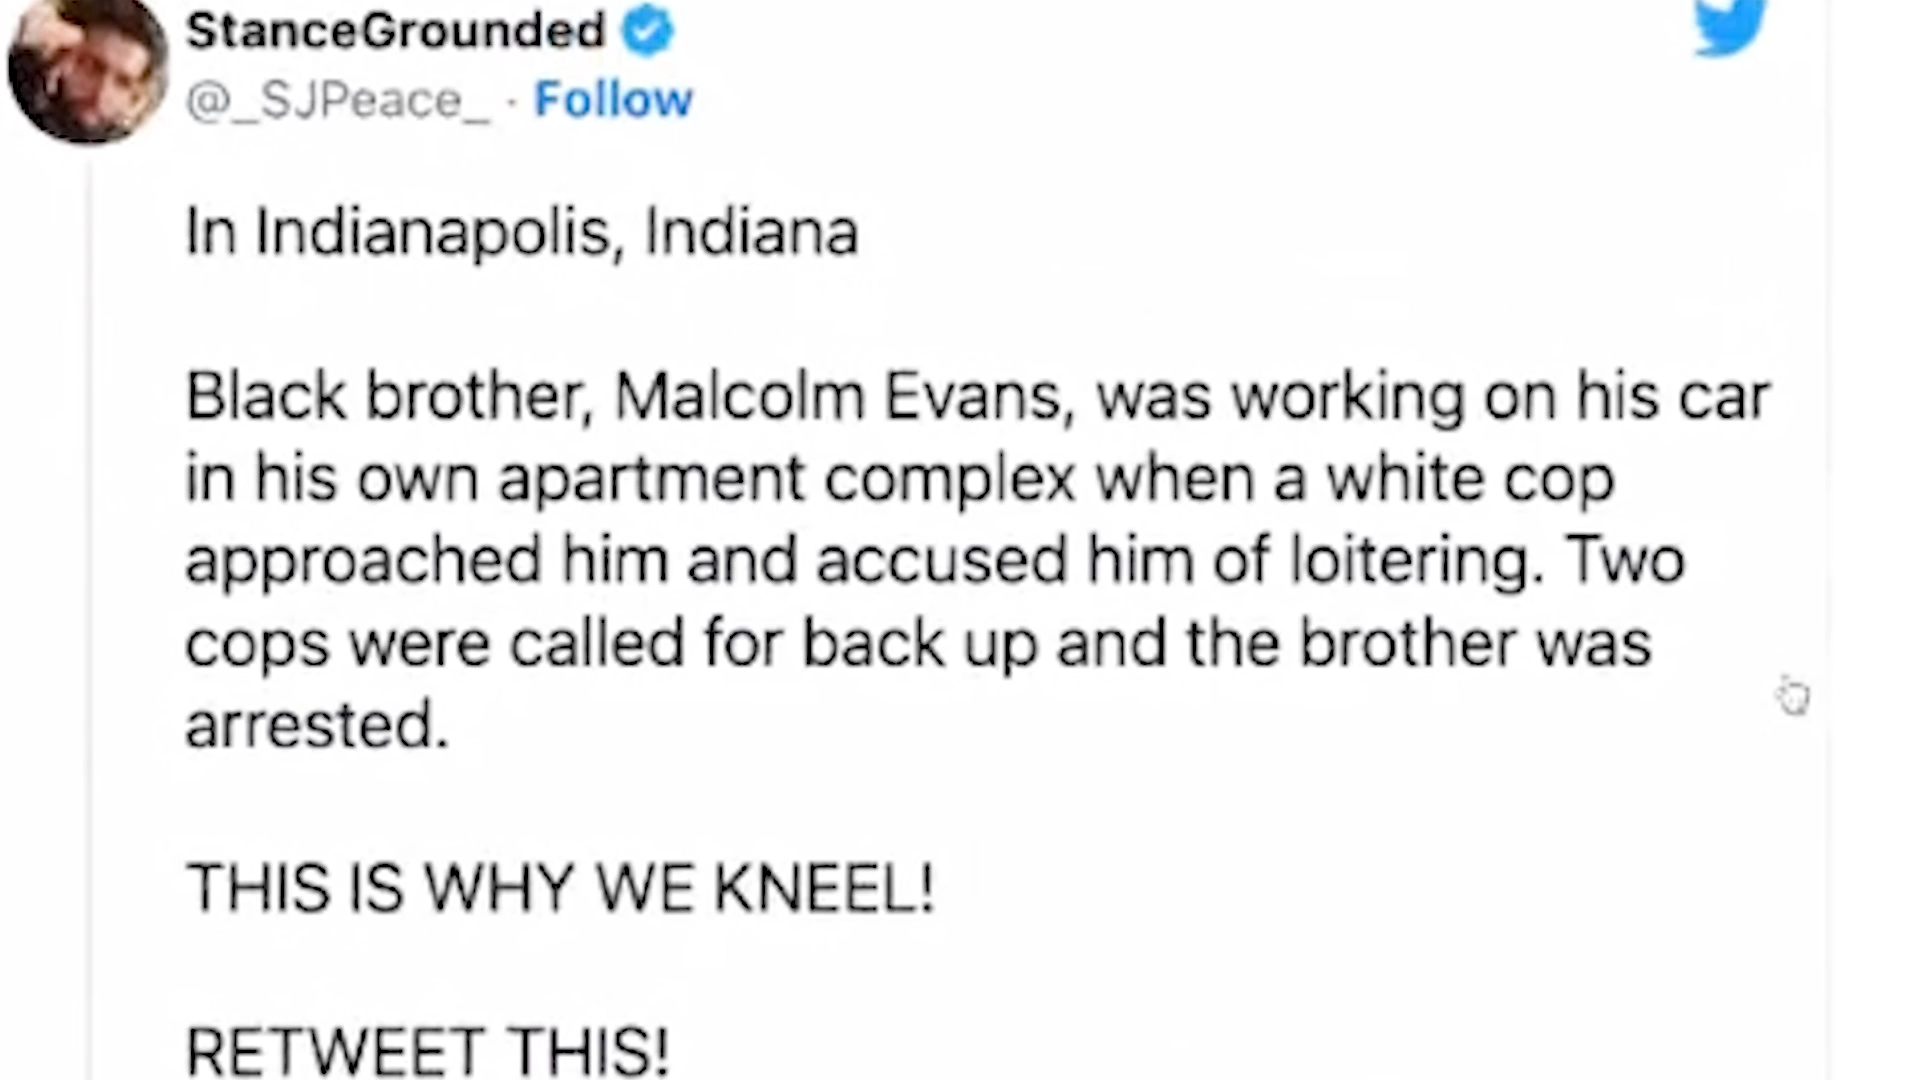 StanceGrounded
@_SJPeace_ · Follow
In Indianapolis, Indiana
Black brother, Malcolm Evans, was working on his car
in his own apartment complex when a white cop
approached him and accused him of loitering. Two
cops were called for back up and the brother was
arrested.
THIS IS WHY WE KNEEL!
RETWEET THIS!